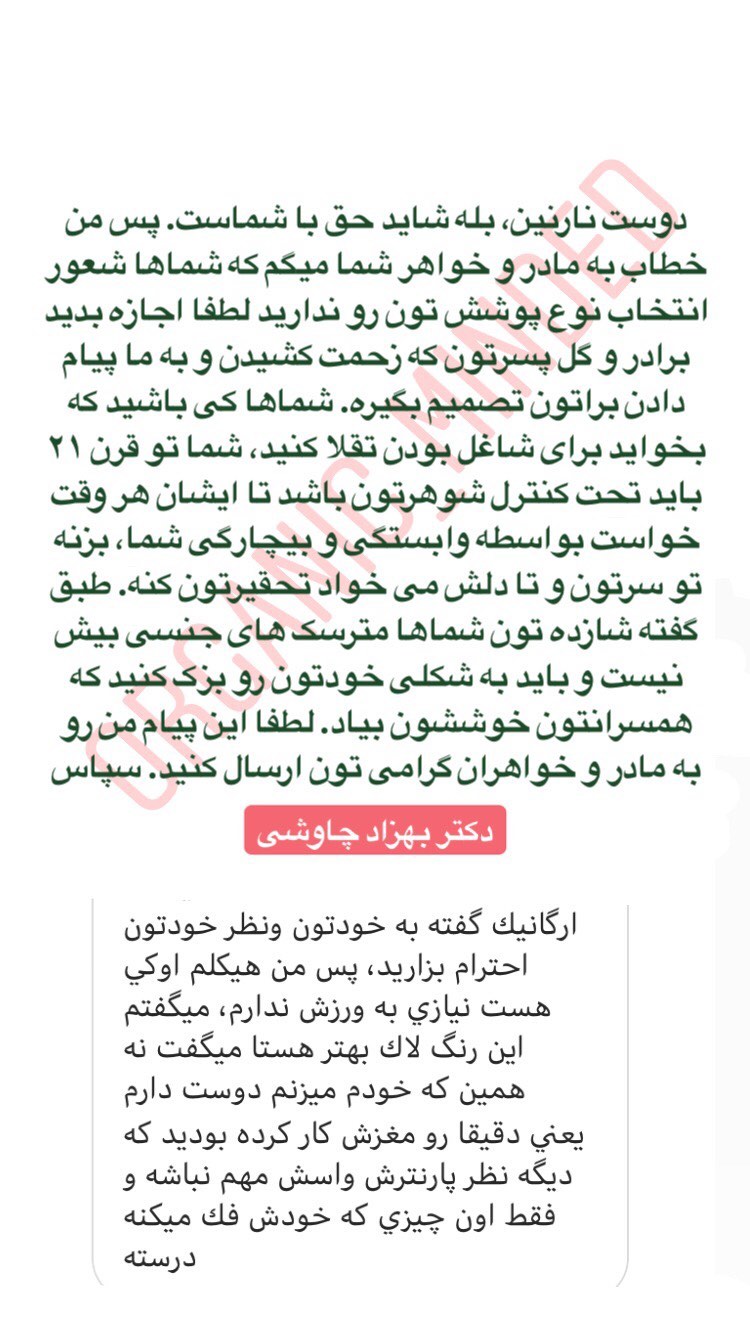 دوست نارنین، بله شاید حق با شماست. پس من
خطاب به مادر و خواهر شما میگم که شماها شعور
انتخاب نوع پوشش تون رو ندارید لطفا اجازه بدید
برادر و گل پسرتون که زحمت کشیدن و به ما پیام
دادن براتون تصمیم بگیره. شماها کی باشید که
بخواید برای شاغل بودن تقلا کنید، شما تو قرن ۲۱
باید تحت کنترل شوهرتون باشد تا ایشان هر وقت
خواست بواسطه وابستگی و بیچارگی شما، بزنه
تو سرتون و تا دلش می خواد تحقیرتون کنه. طبق
گفته شازده تون شماها مترسک های جنسی بیش
نیست و باید به شکلی خودتون رو بزک کنید که
همسرانتون خوششون بیاد. لطفا این پیام من رو
به مادر و خواهران گرامی تون ارسال کنید. سپاس
ORGANIC_MINDED
دکتر بهزاد چاوشی
ارگانيك گفته به خودتون ونظر خودتون
احترام بزاريد، پس من هيكلم اوكي
هست نيازي به ورزش ندارم، ميگفتم
اين رنگ لاك بهتر هستا ميگفت نه
همين كه خودم ميزنم دوست دارم
يعني دقيقا رو مغزش كار كرده بوديد كه
ديگه نظر پارنترش واسش مهم نباشه و
فقط اون چيزي كه خودش فك ميكنه
درسته